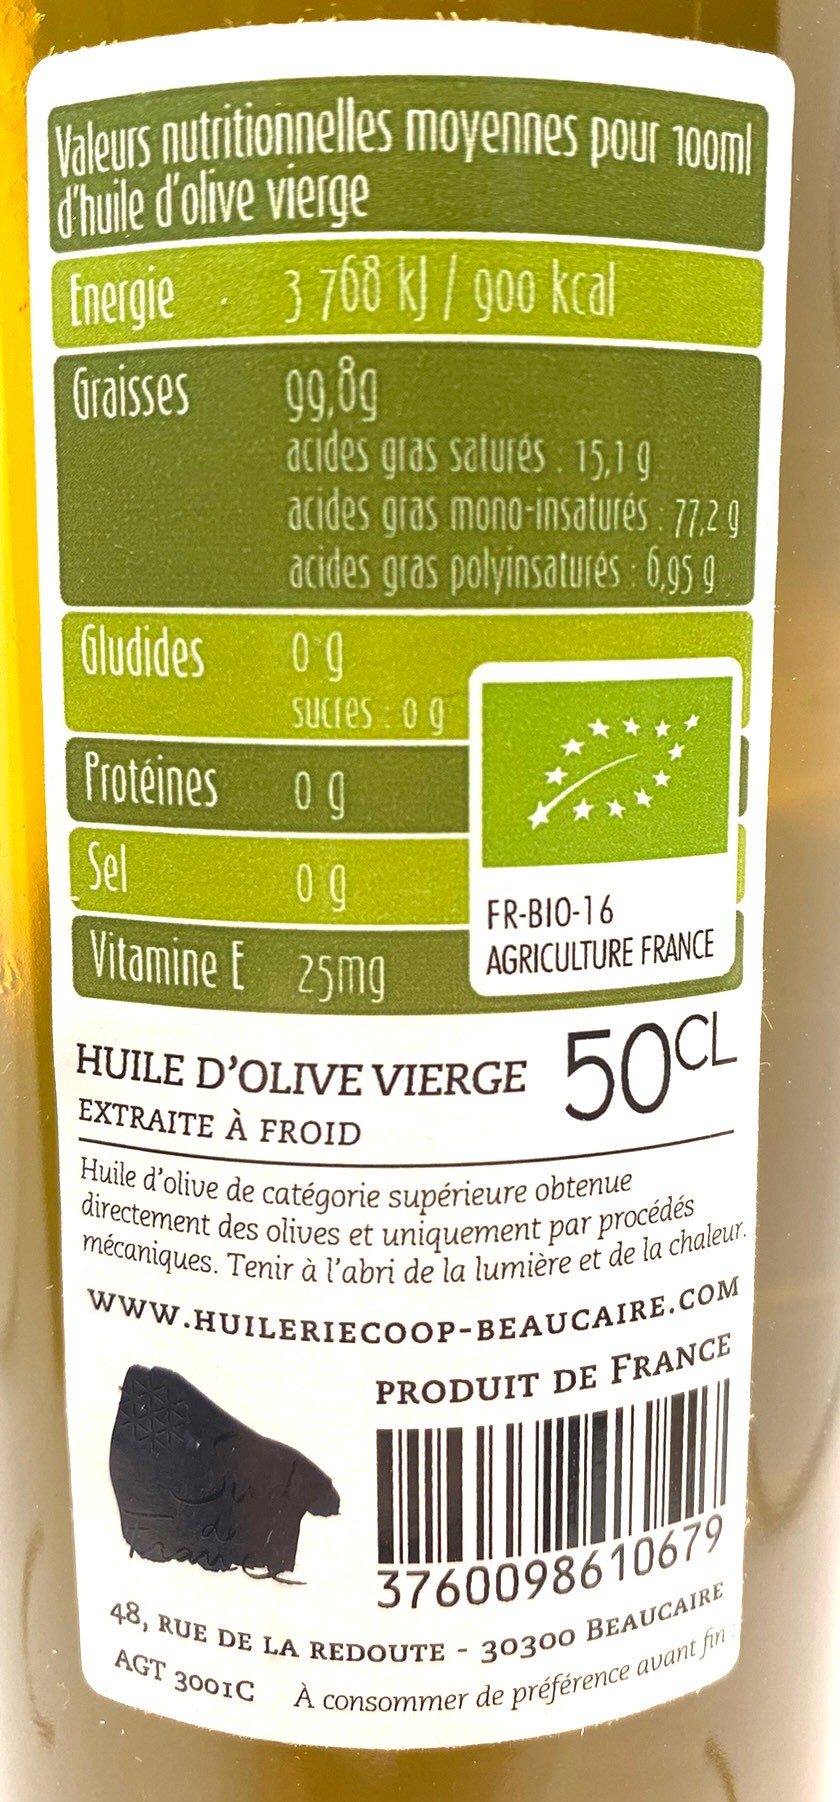 Valeurs nutritionnelles moyennes pour 100ml
d'huile d'olive vierge
Energie 3 768 kJ / 900 kcal
Graisses 99,8g
acides gras saturés : 15,1 g
acides gras mono-insaturés : 77,2 g
acides gras polyinsaturés : 6,95 g
Gludides 0 g
sucres : 0 g
Protéines 0 g
Sel 0 g
Vitamine E 25mg
FR-BIO-16
AGRICULTURE FRANCE
HUILE D'OLIVE VIERGE 50CL
EXTRAITE À FROID
Huile d'olive de catégorie supérieure obtenue
directement des olives et uniquement par procédés
mécaniques. Tenir à l'abri de la lumière et de la chaleur.
WWW.HUILERIECOOP-BEAUCAIRE.COM
PRODUIT DE FRANCE
Sud
de
France
3760098610679
48, RUE DE LA REDOUTE - 30300 BEAUCAIRE
AGT 3001C À consommer de préférence avant fin :